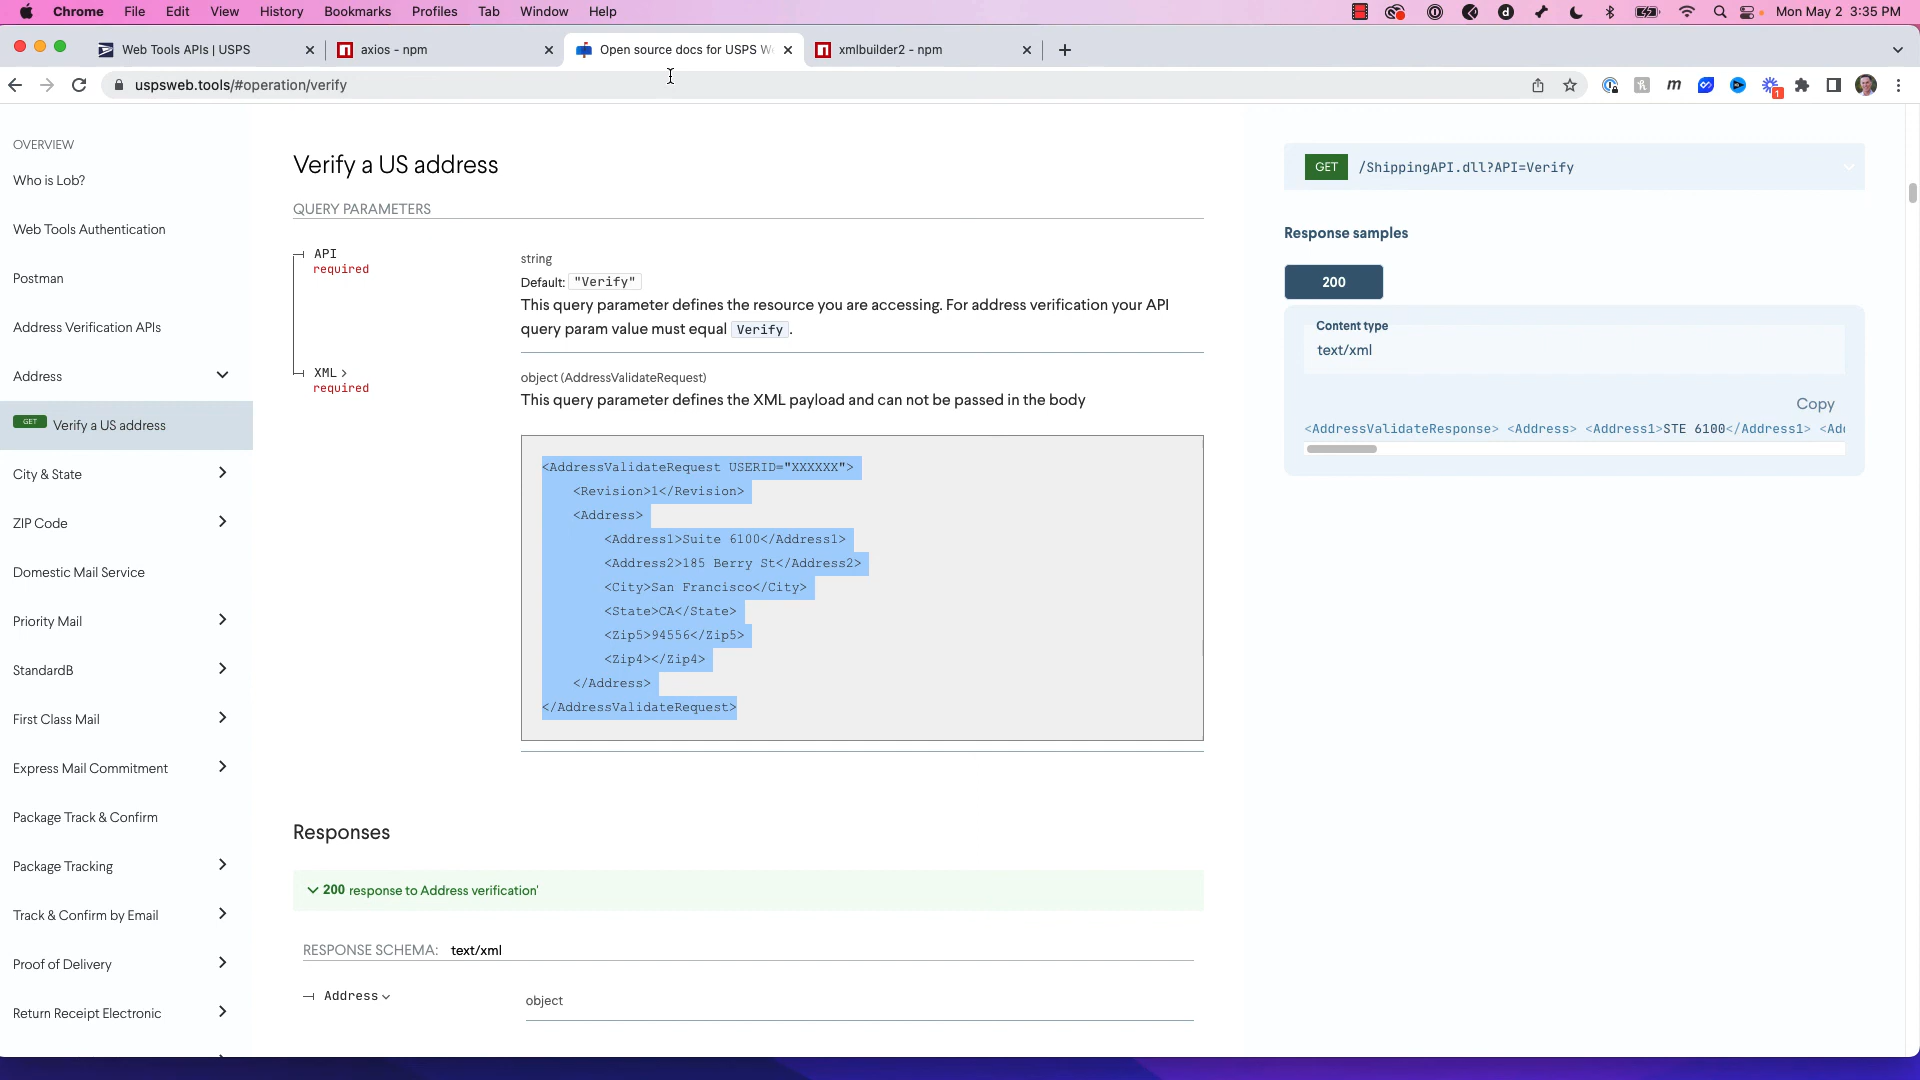 Chrome File Edit View History Bookmarks Profiles Tab Window Help Mon May 2 3:35 PM
Web Tools APIs | USPS axios - npm Open source docs for USPS W xmlbuilder2 - npm
uspsweb.tools/#operation/verify m 1
OVERVIEW
Who is Lob?
Web Tools Authentication
Postman
Address Verification APIs
Address
GET Verify a US address
City & State
ZIP Code
Domestic Mail Service
Priority Mail
StandardB
First Class Mail
Express Mail Commitment
Package Track & Confirm
Package Tracking
Track & Confirm by Email
Proof of Delivery
Return Receipt Electronic
Verify a US address
QUERY PARAMETERS
API
required
string
Default: "Verify"
This query parameter defines the resource you are accessing. For address verification your API
query param value must equal Verify.
XML >
required
object (AddressValidateRequest)
This query parameter defines the XML payload and can not be passed in the body
<AddressValidateRequest USERID="XXXXXX">
<Revision>1</Revision>
<Address>
<Address1>Suite 6100</Address1>
<Address2>185 Berry St</Address2>
<City>San Francisco</City>
<State>CA</State>
<Zip5>94556</Zip5>
<Zip4></Zip4>
</Address>
</AddressValidateRequest>
Responses
200 response to Address verification'
RESPONSE SCHEMA: text/xml
Address
object
GET /ShippingAPI.dll?API=Verify
Response samples
200
Content type
text/xml
Copy
<AddressValidateResponse> <Address> <Address1>STE 6100</Address1> <Add